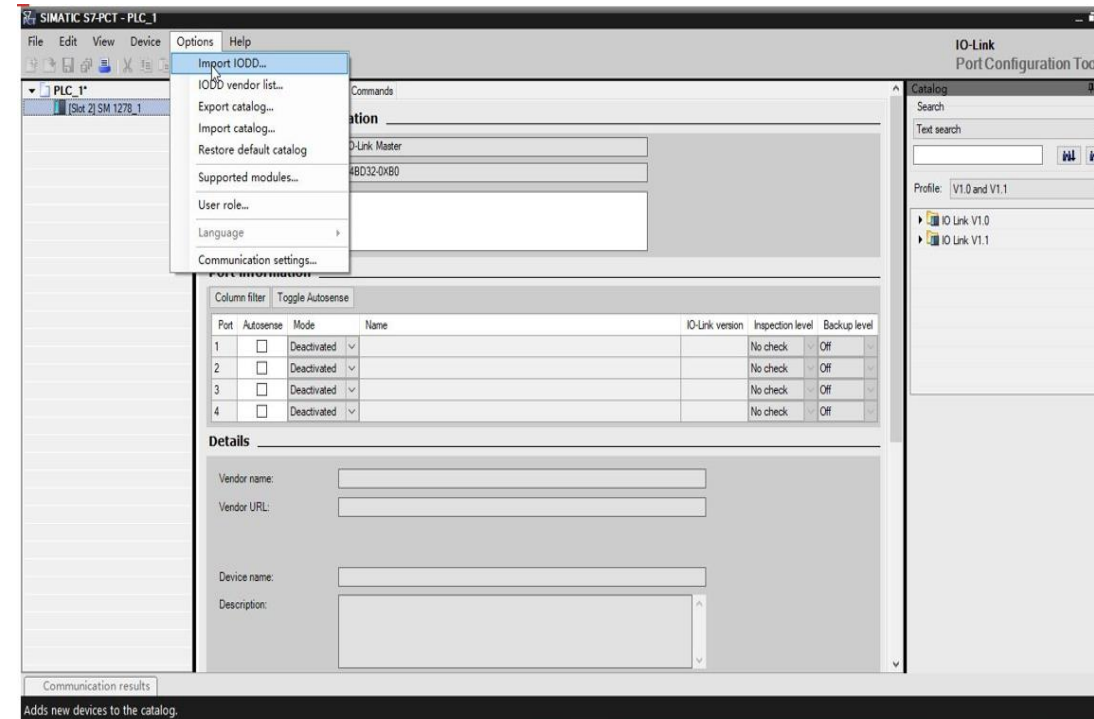 SIMATIC S7-PCT - PLC_1
File Edit View Device Options Help
IO-Link
Port Configuration Too
Import IODD...
IODD vendor list...
Export catalog...
Import catalog...
Restore default catalog
Supported modules...
User role...
Language
Communication settings...
PLC_1*
[Slot 2] SM 1278_1
Commands
ation
O-Link Master
4BD32-0XB0
Port Information
Column filter Toggle Autosense
Port Autosense Mode Name IO-Link version Inspection level Backup level
1 Deactivated No check Off
2 Deactivated No check Off
3 Deactivated No check Off
4 Deactivated No check Off
Details
Vendor name:
Vendor URL:
Device name:
Description:
Catalog
Search
Text search
Profile: V1.0 and V1.1
IO Link V1.0
IO Link V1.1
Communication results
Adds new devices to the catalog.